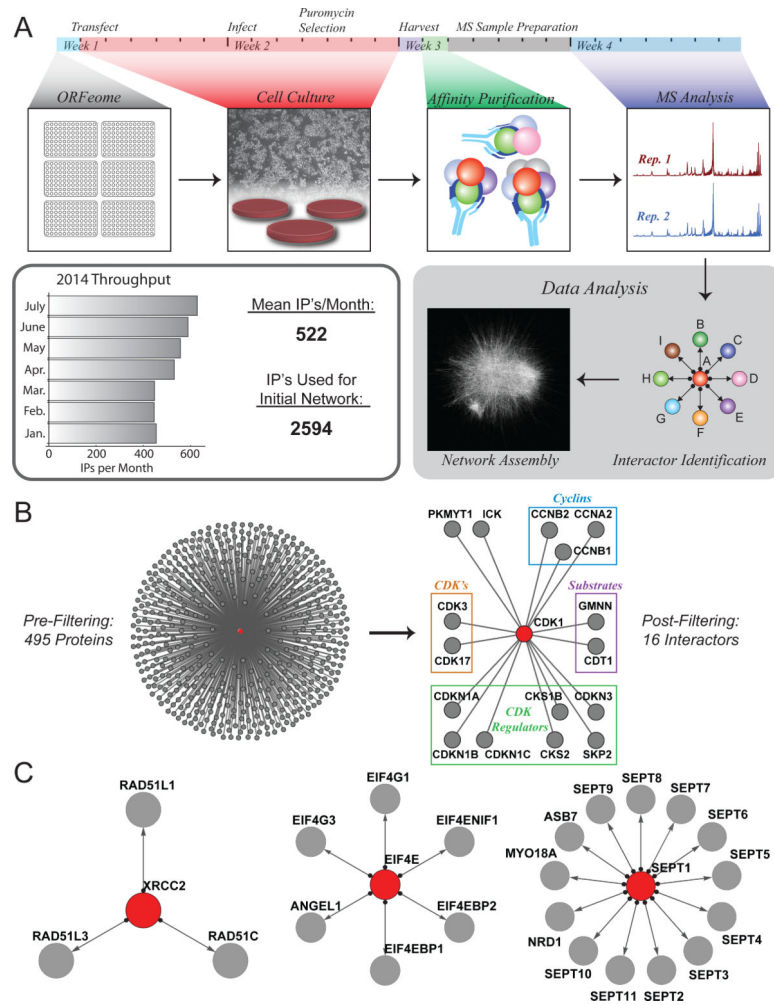 A
Transfect
Infect
Puromycin
Selection
Harvest
MS Sample Preparation
Week 1
Week 2
Week 3
Week 4
ORFeome
Cell Culture
Affinity Purification
MS Analysis
Rep. 1
Rep. 2
2014 Throughput
July
June
May
Apr.
Mar.
Feb.
Jan.
0 200 400 600
IPs per Month
Mean IP's/Month:
522
IP's Used for
Initial Network:
2594
Data Analysis
B
I
C
A
H
D
G
E
F
Network Assembly
Interactor Identification
B
Pre-Filtering:
495 Proteins
PKMYT1 ICK
Cyclins
CCNB2 CCNA2
CCNB1
CDK's
CDK3
CDK17
CDK1
Substrates
GMNN
CDT1
CDKN1A
CKS1B
CDKN3
CDK
Regulators
CDKN1B
CDKN1C
CKS2
SKP2
Post-Filtering:
16 Interactors
C
RAD51L1
XRCC2
RAD51L3
RAD51C
EIF4G1
EIF4G3
EIF4ENIF1
EIF4E
ANGEL1
EIF4EBP2
EIF4EBP1
SEPT8
SEPT9
SEPT7
ASB7
SEPT6
MYO18A
SEPT1
SEPT5
NRD1
SEPT4
SEPT10
SEPT3
SEPT11
SEPT2